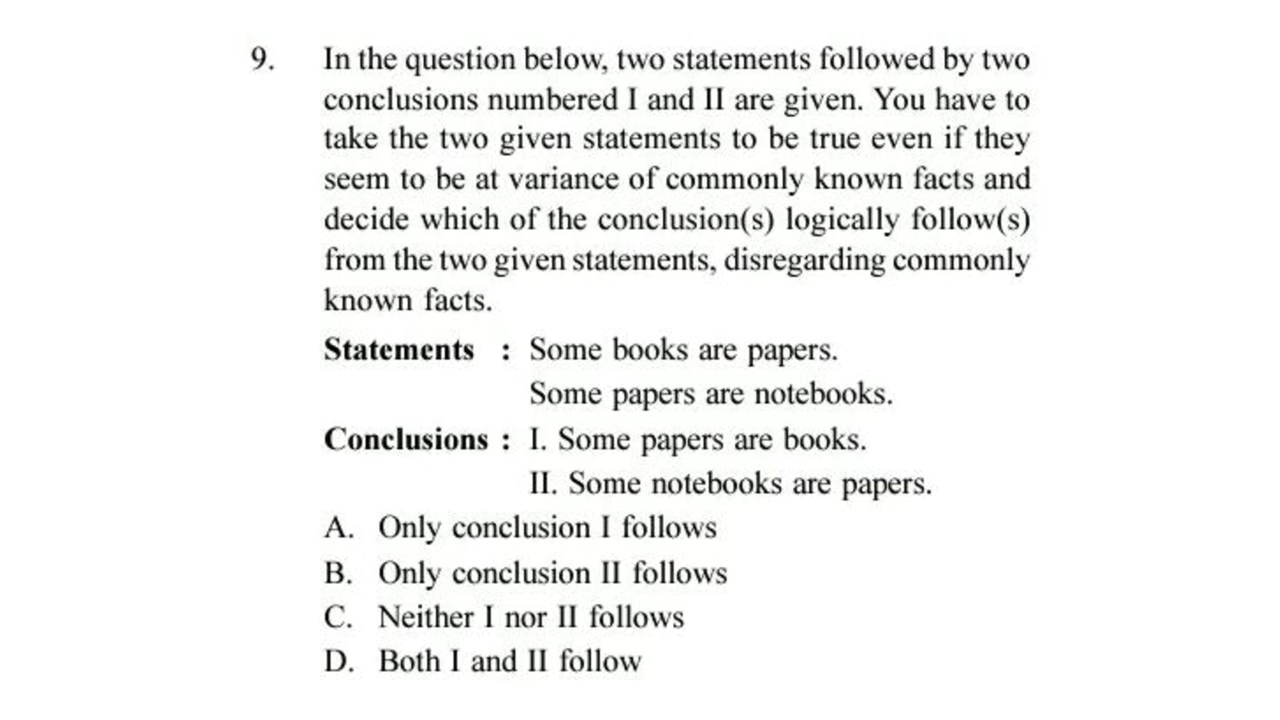 9. In the question below, two statements followed by two
conclusions numbered I and II are given. You have to
take the two given statements to be true even if they
seem to be at variance of commonly known facts and
decide which of the conclusion(s) logically follow(s)
from the two given statements, disregarding commonly
known facts.
Statements : Some books are papers.
Some papers are notebooks.
Conclusions : I. Some papers are books.
II. Some notebooks are papers.
A. Only conclusion I follows
B. Only conclusion II follows
C. Neither I nor II follows
D. Both I and II follow